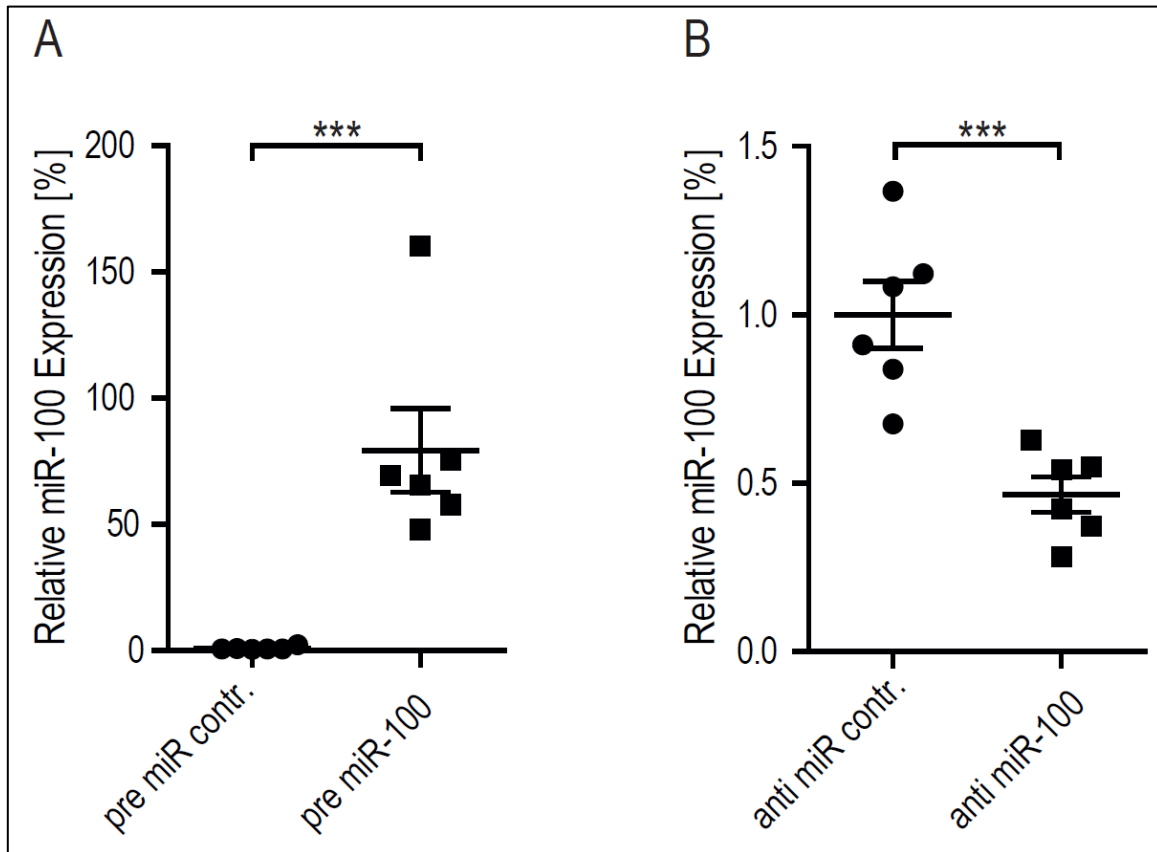 A
Relative miR-100 Expression [%]
200
150
100
50
0
***
pre miR contr.
pre miR-100
B
Relative miR-100 Expression [%]
1.5
1.0
0.5
0.0
***
anti miR contr.
anti miR-100